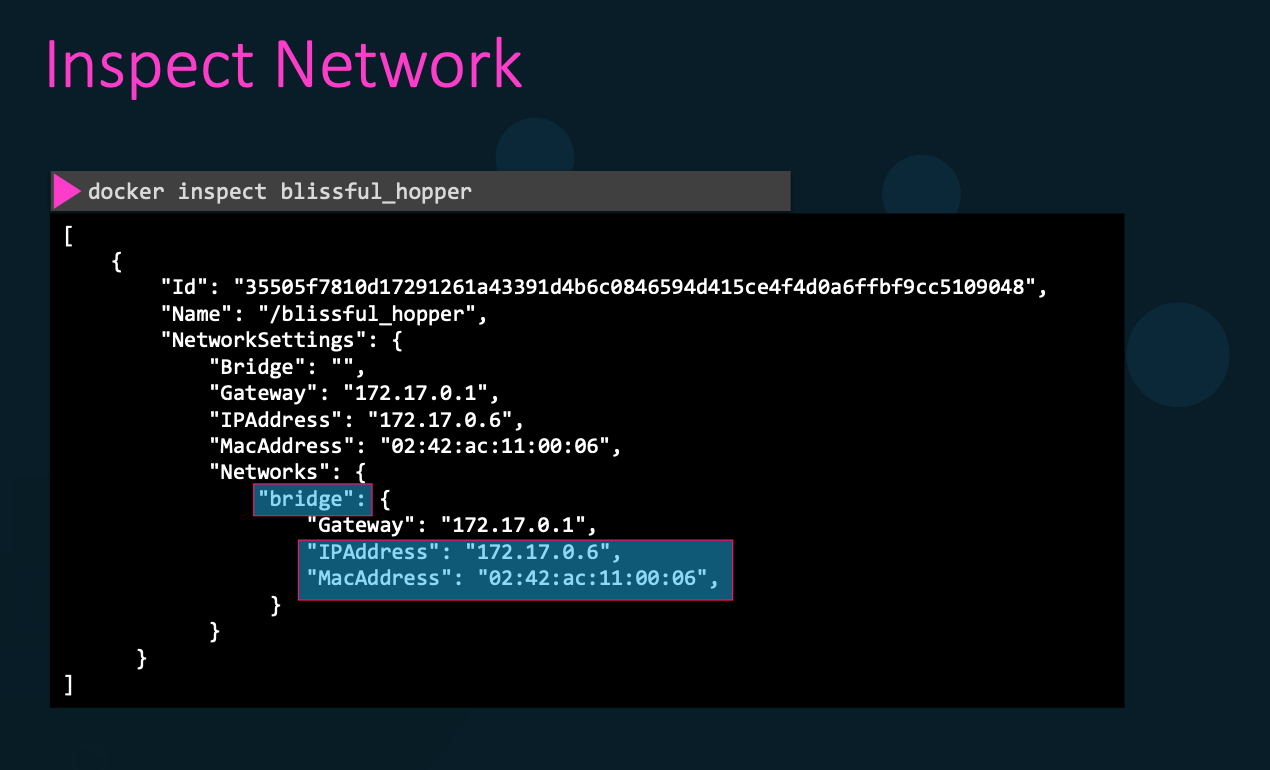 Inspect Network
docker inspect blissful_hopper
[
{
"Id": "35505f7810d17291261a43391d4b6c0846594d415ce4f4d0a6ffbf9cc5109048",
"Name": "/blissful_hopper",
"NetworkSettings": {
"Bridge": "",
"Gateway": "172.17.0.1",
"IPAddress": "172.17.0.6",
"MacAddress": "02:42:ac:11:00:06",
"Networks": {
"bridge": {
"Gateway": "172.17.0.1",
"IPAddress": "172.17.0.6",
"MacAddress": "02:42:ac:11:00:06",
}
}
}
]